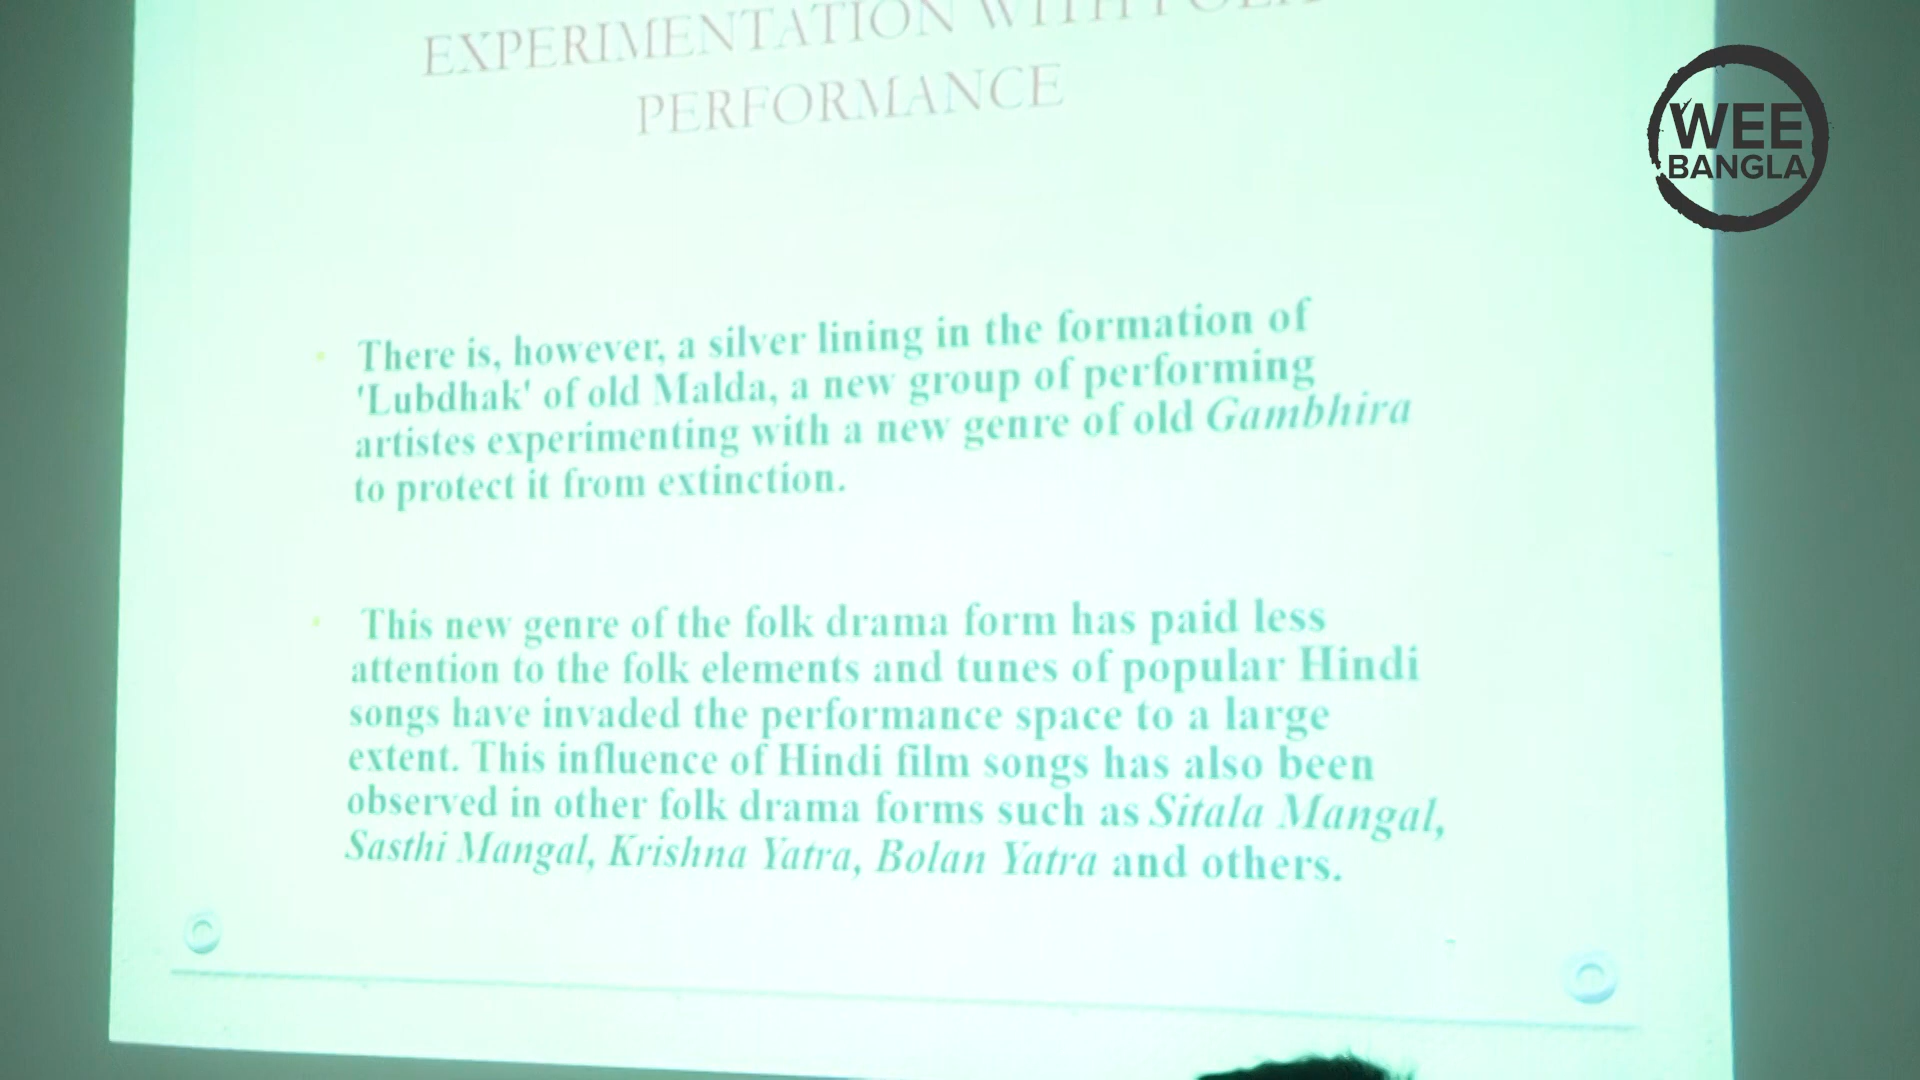 EXPERIMENTATION WITH FOLK
PERFORMANCE
WEE
BANGLA
There is, however, a silver lining in the formation of
'Lubdhak' of old Malda, a new group of performing
artistes experimenting with a new genre of old Gambhira
to protect it from extinction.
This new genre of the folk drama form has paid less
attention to the folk elements and tunes of popular Hindi
songs have invaded the performance space to a large
extent. This influence of Hindi film songs has also been
observed in other folk drama forms such as Sitala Mangal,
Sasthi Mangal, Krishna Yatra, Bolan Yatra and others.